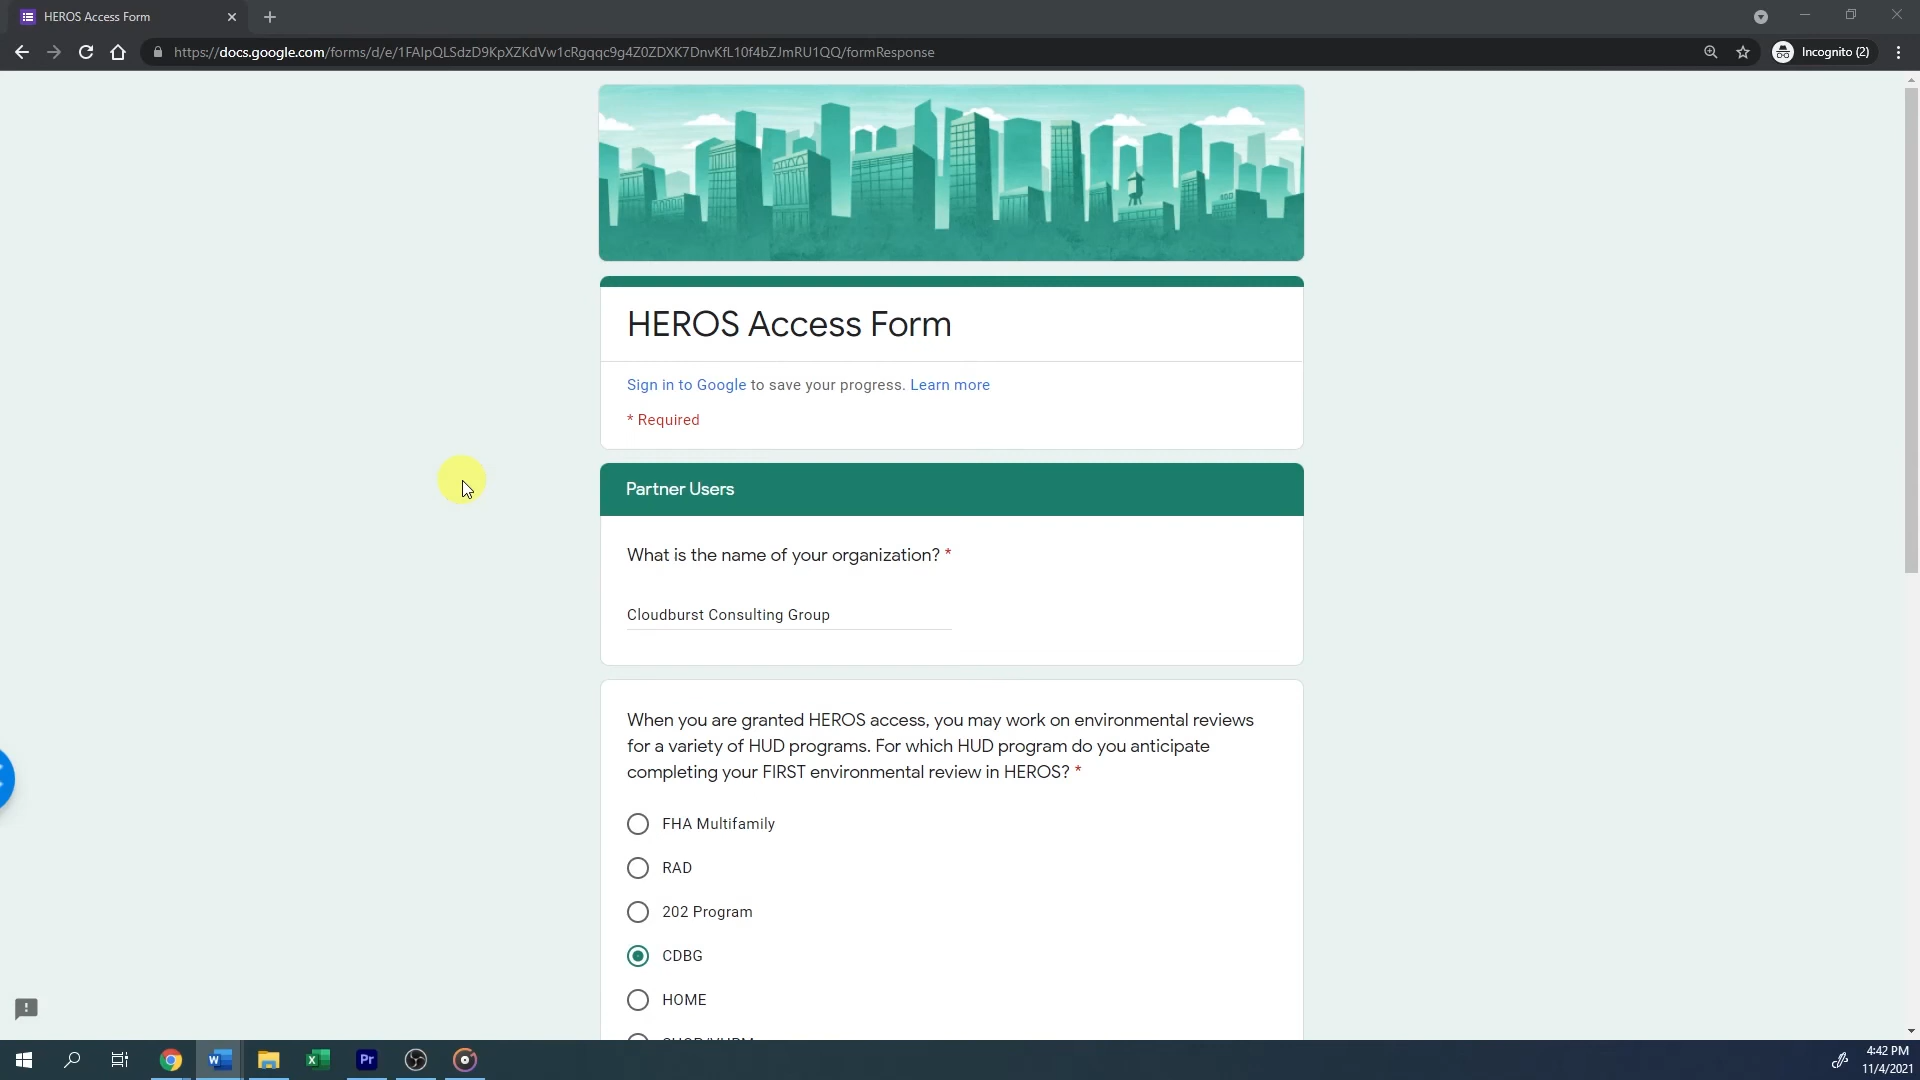 HEROS Access Form
https://docs.google.com/forms/d/e/1FAIpQLSdzD9KpXZKdVw1cRgqqc9g4Z0ZDXK7DnvKfL10f4bZJmRU1QQ/formResponse
Incognito (2)
HEROS Access Form
Sign in to Google to save your progress. Learn more
* Required
Partner Users
What is the name of your organization? *
Cloudburst Consulting Group
When you are granted HEROS access, you may work on environmental reviews
for a variety of HUD programs. For which HUD program do you anticipate
completing your FIRST environmental review in HEROS? *
FHA Multifamily
RAD
202 Program
CDBG
HOME
W
X
Pr
4:42 PM
11/4/2021